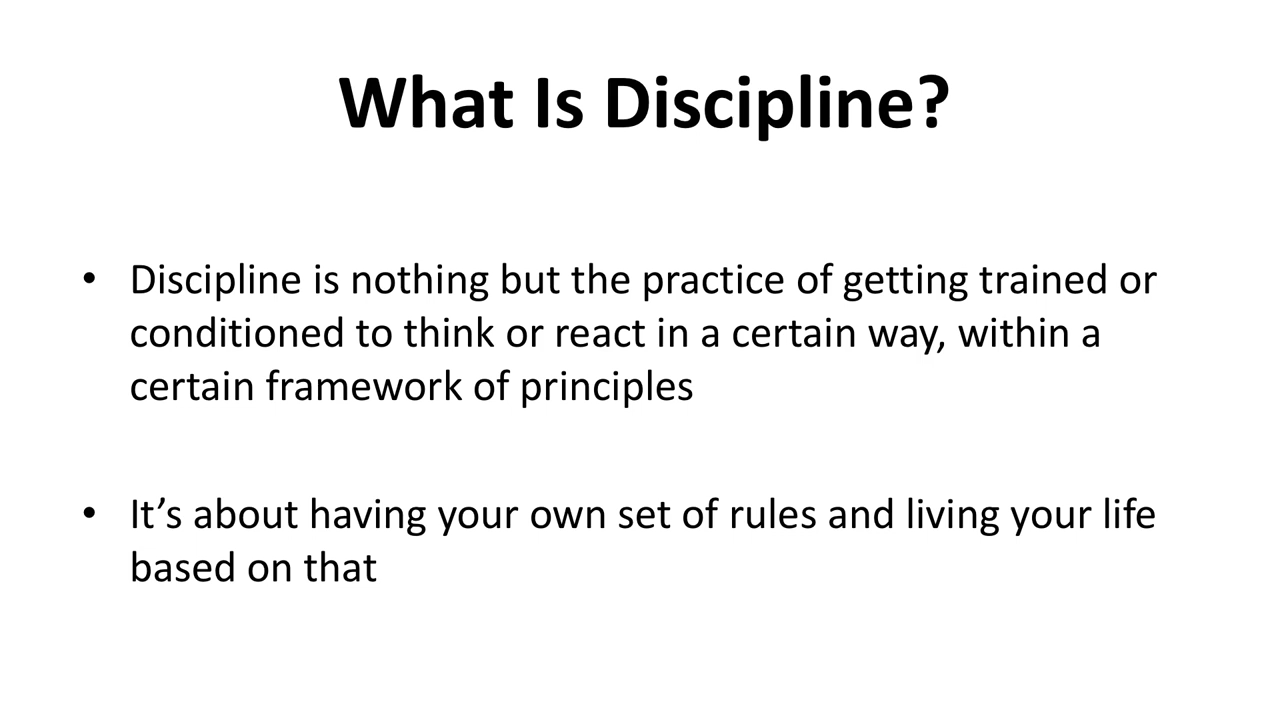 What Is Discipline?
• Discipline is nothing but the practice of getting trained or
conditioned to think or react in a certain way, within a
certain framework of principles
• It’s about having your own set of rules and living your life
based on that